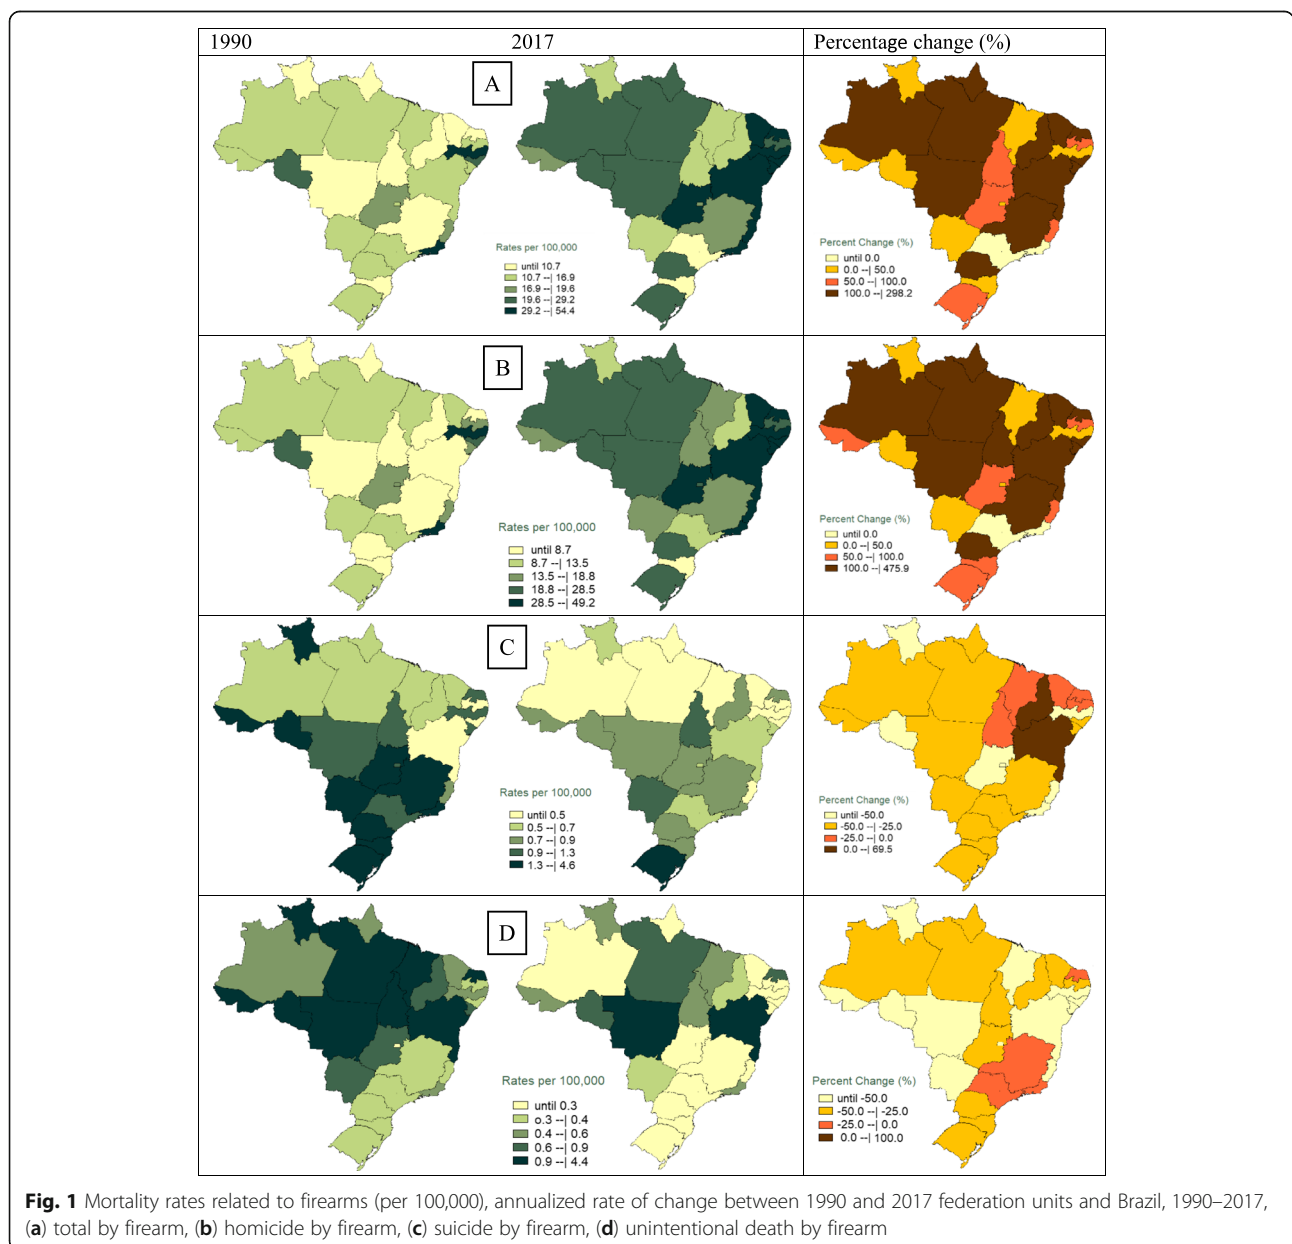 1990 2017 Percentage change (%)
A
Rates per 100,000
until 10.7
10.7 --| 16.9
16.9 --| 19.6
19.6 --| 29.2
29.2 --| 54.4
Percent Change (%)
until 0.0
0.0 --| 50.0
50.0 --| 100.0
100.0 --| 298.2
B
Rates per 100,000
until 8.7
8.7 --| 13.5
13.5 --| 18.8
18.8 --| 28.5
28.5 --| 49.2
Percent Change (%)
until 0.0
0.0 --| 50.0
50.0 --| 100.0
100.0 --| 475.9
C
Rates per 100,000
until 0.5
0.5 --| 0.7
0.7 --| 0.9
0.9 --| 1.3
1.3 --| 4.6
Percent Change (%)
until -50.0
-50.0 --| -25.0
-25.0 --| 0.0
0.0 --| 69.5
D
Rates per 100,000
until 0.3
o.3 --| 0.4
0.4 --| 0.6
0.6 --| 0.9
0.9 --| 4.4
Percent Change (%)
until -50.0
-50.0 --| -25.0
-25.0 --| 0.0
0.0 --| 100.0
Fig. 1 Mortality rates related to firearms (per 100,000), annualized rate of change between 1990 and 2017 federation units and Brazil, 1990–2017,
(a) total by firearm, (b) homicide by firearm, (c) suicide by firearm, (d) unintentional death by firearm